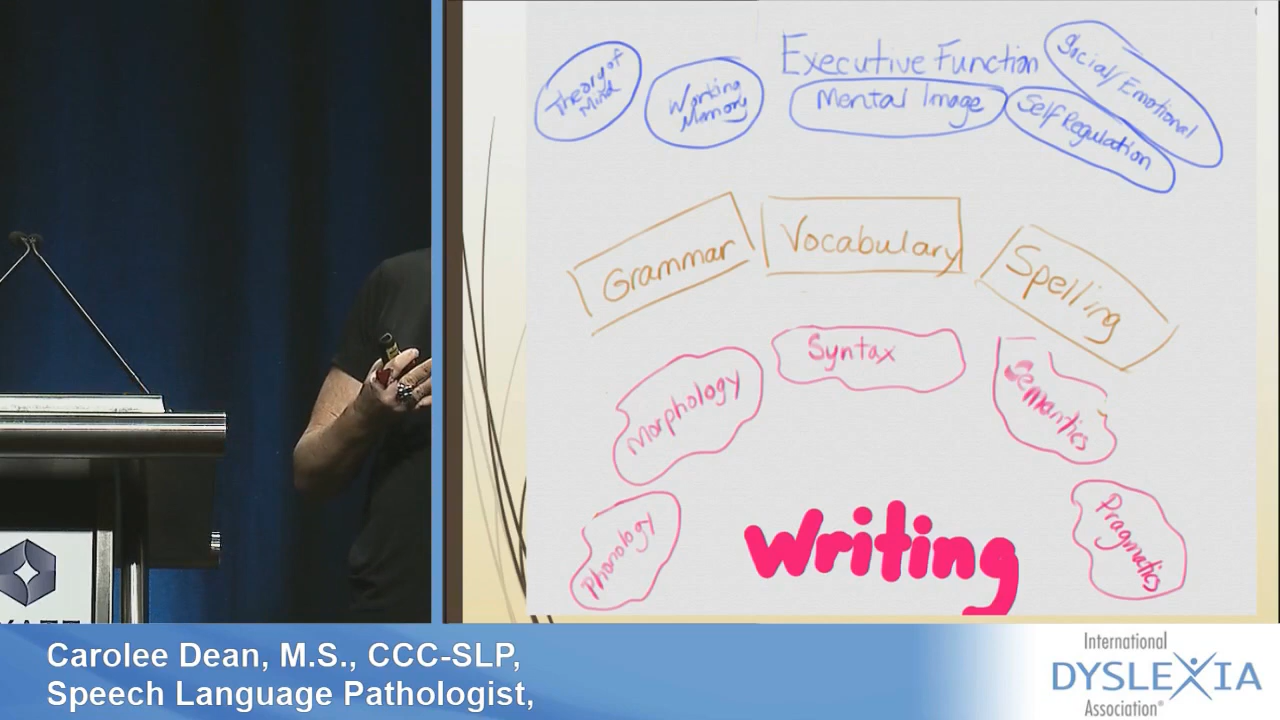 Executive Function
Theory of
Mind
Working
Memory
Mental Image
Social/Emotional
Self Regulation
Grammar
Vocabulary
Spelling
Morphology
Syntax
Semantics
Phonology
Writing
Pragmatics
Carolee Dean, M.S., CCC-SLP,
Speech Language Pathologist,
International
DYSLEXIA
Association®